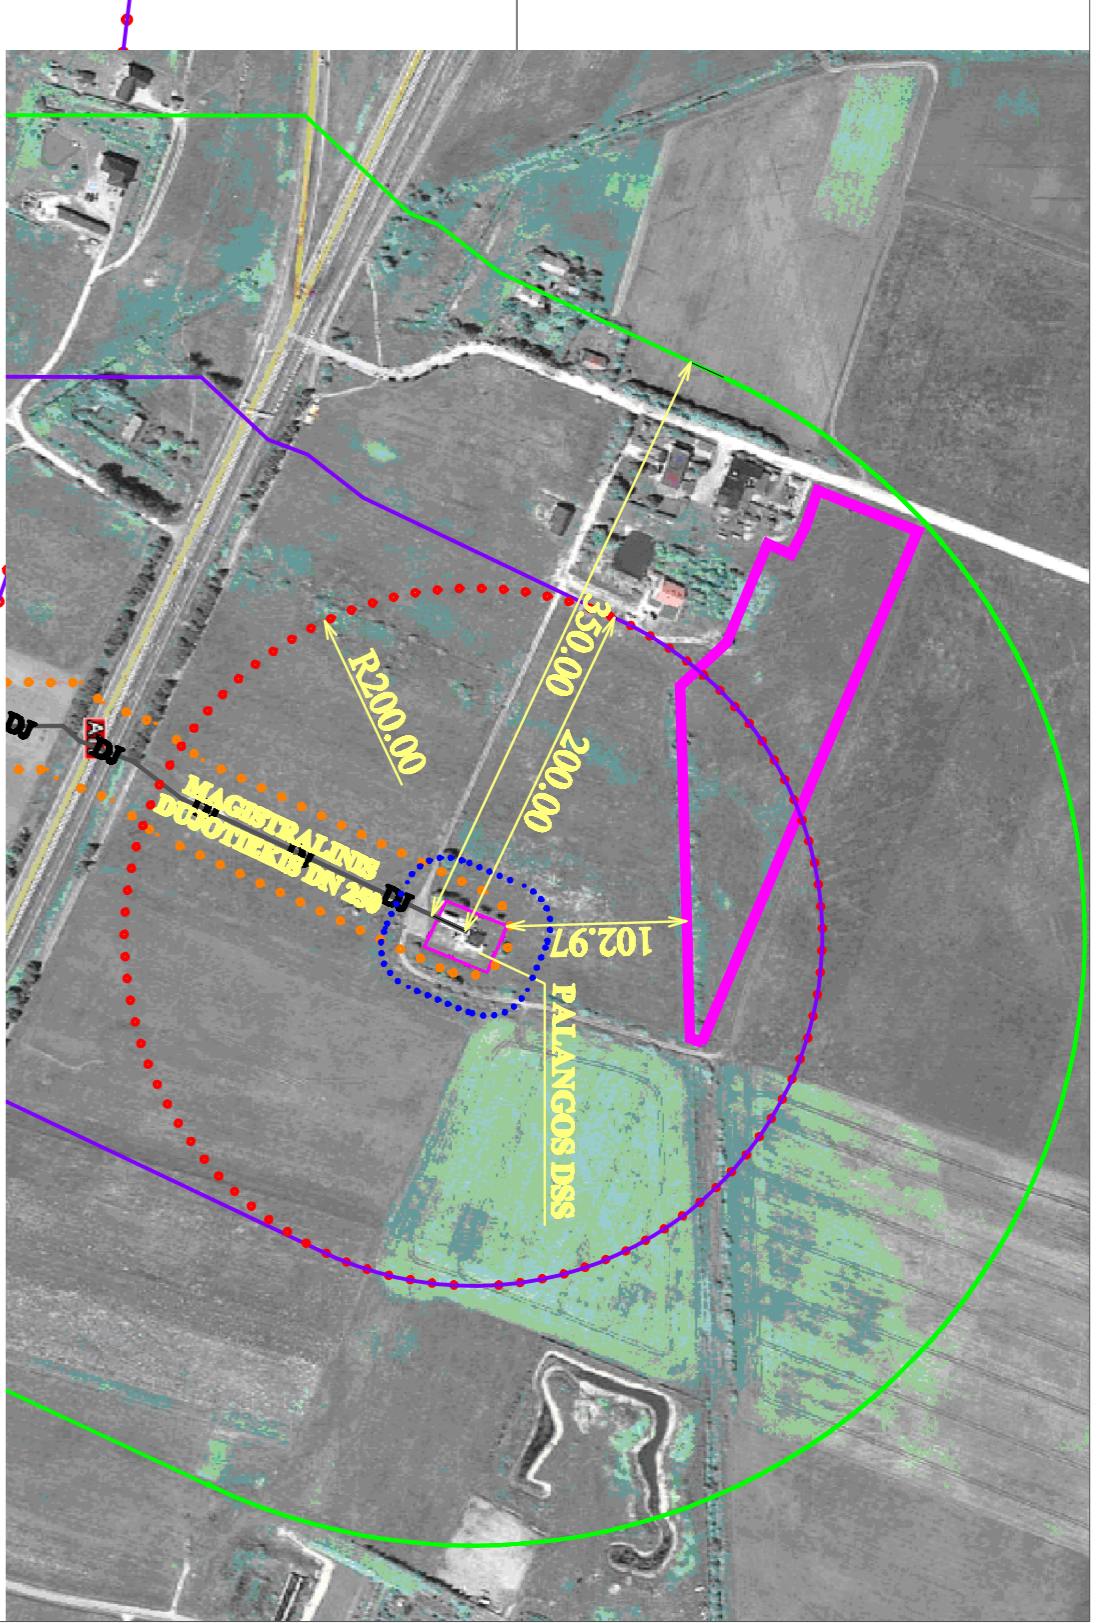 350.00
R200.00
200.00
DJ
A
DJ
MAGISTRALINIS
DUJOTIEKIS DN 250
DJ
102.97
PALANGOS DSS